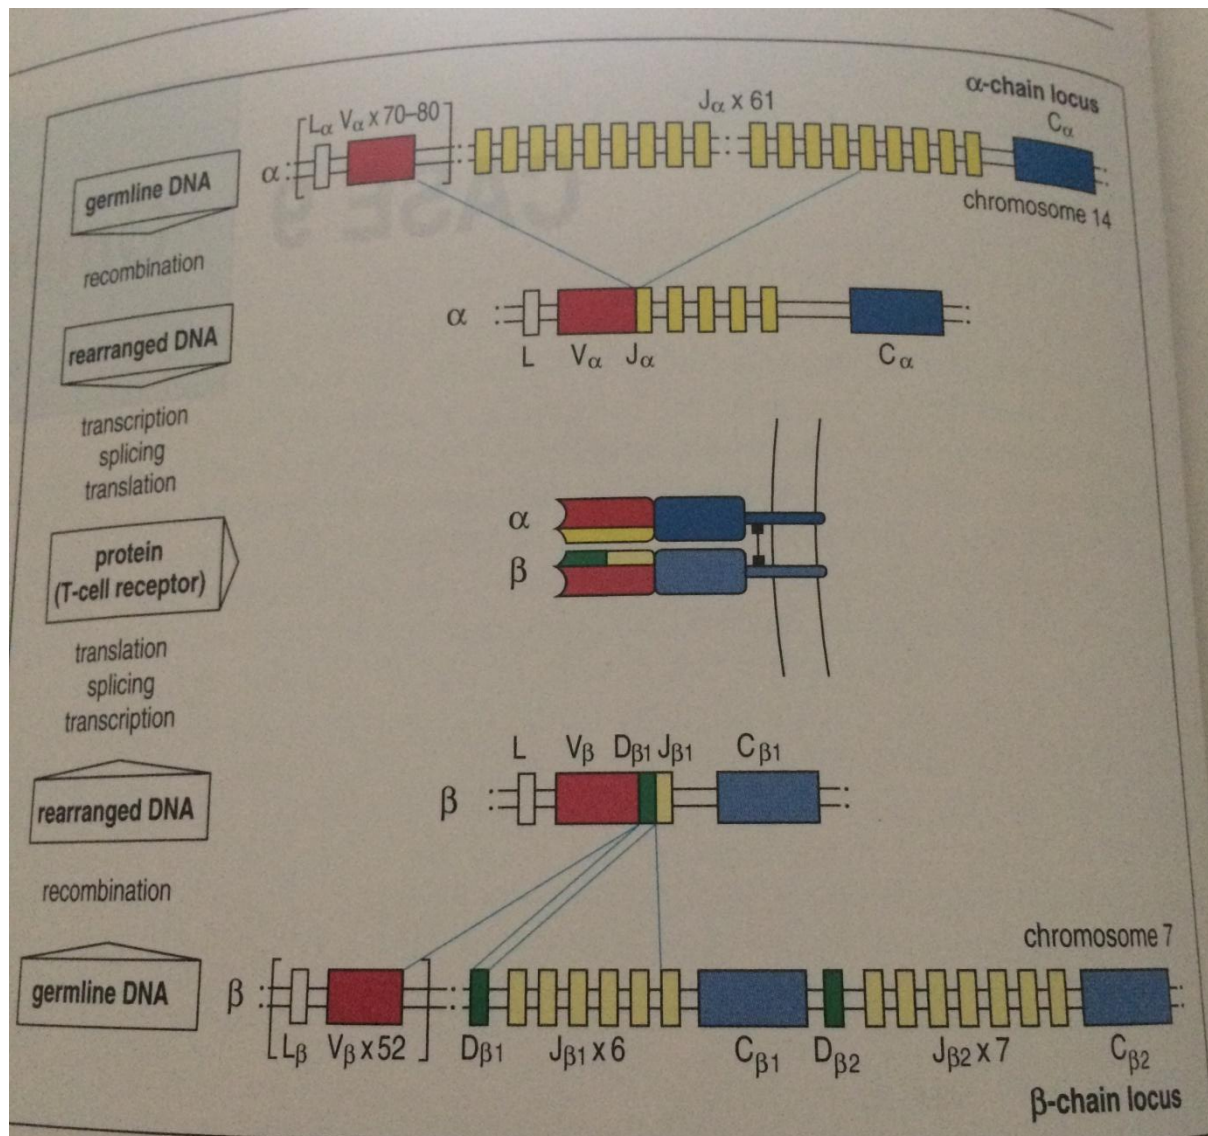 α-chain locus
Lα Vα x 70–80
Jα x 61
Cα
germline DNA
α
chromosome 14
recombination
rearranged DNA
α
L Vα Jα Cα
transcription
splicing
translation
protein
(T-cell receptor)
α
β
translation
splicing
transcription
L Vβ Dβ1 Jβ1 Cβ1
rearranged DNA
β
recombination
chromosome 7
germline DNA
β
Lβ Vβ x 52 Dβ1 Jβ1 x 6 Cβ1 Dβ2 Jβ2 x 7 Cβ2
β-chain locus
CASE 9